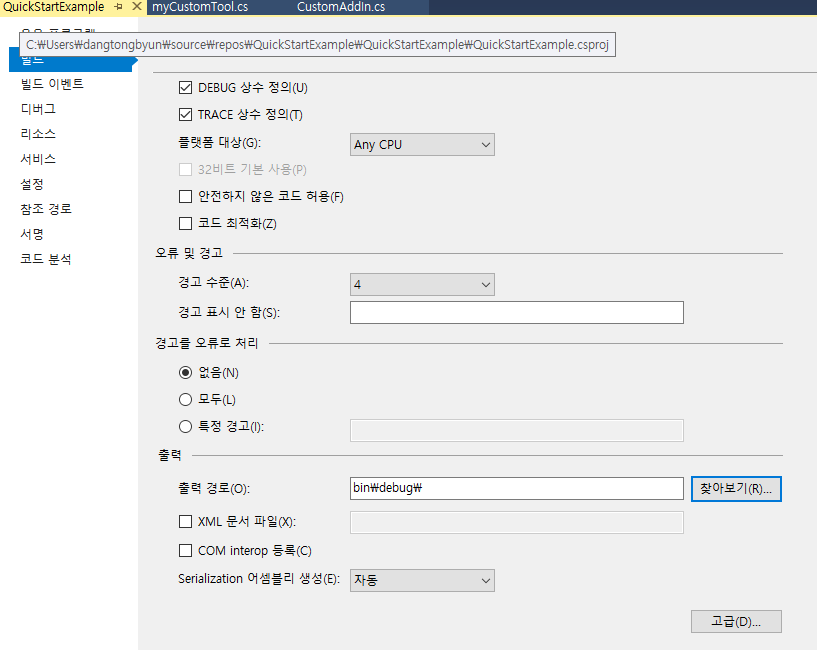 QuickStartExample
myCustomTool.cs
CustomAddIn.cs
C:\Users\dangtongbyun\source\repos\QuickStartExample\QuickStartExample\QuickStartExample.csproj
빌드
빌드 이벤트
디버그
리소스
서비스
설정
참조 경로
서명
코드 분석
DEBUG 상수 정의(U)
TRACE 상수 정의(T)
플랫폼 대상(G):
Any CPU
32비트 기본 사용(P)
안전하지 않은 코드 허용(F)
코드 최적화(Z)
오류 및 경고
경고 수준(A):
4
경고 표시 안 함(S):
경고를 오류로 처리
없음(N)
모두(L)
특정 경고(I):
출력
출력 경로(O):
bin₩debug₩
찾아보기(R)...
XML 문서 파일(X):
COM interop 등록(C)
Serialization 어셈블리 생성(E):
자동
고급(D)...